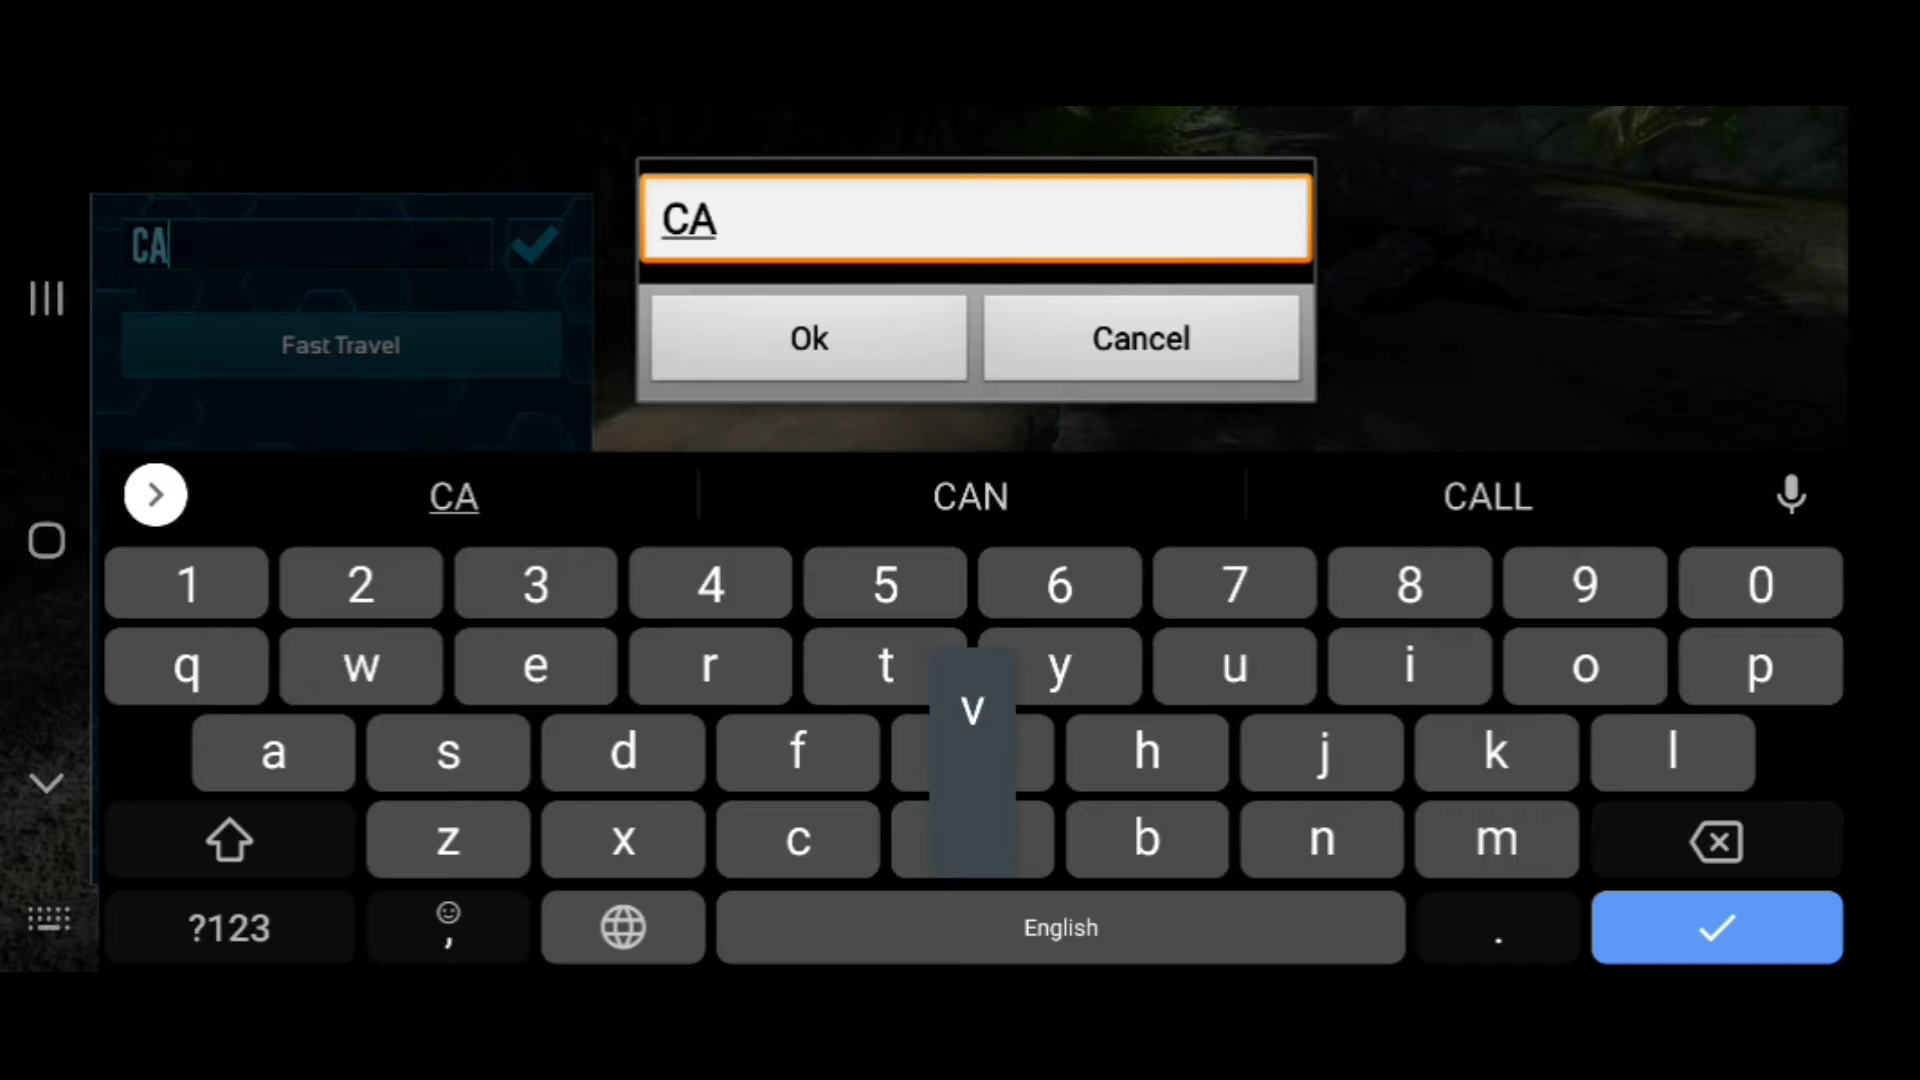 CA
Ok Cancel
CA
Fast Travel
CA CAN CALL
1 2 3 4 5 6 7 8 9 0
q w e r t y u i o p
v
a s d f h j k l
z x c b n m
?123 , English .